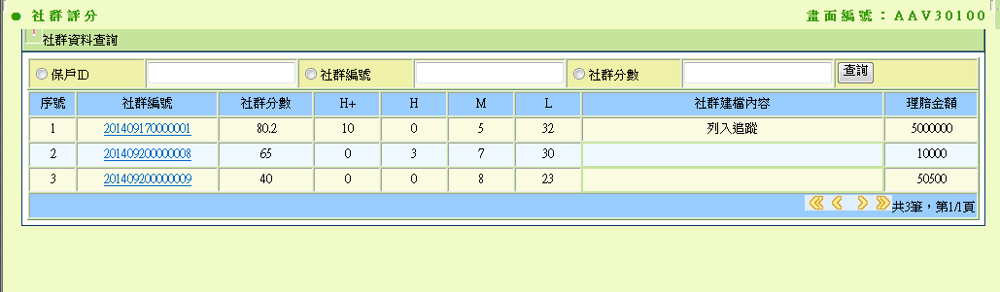 社群評分 畫面編號：AAV30100
社群資料查詢
保戶ID 社群編號 社群分數 查詢
序號 社群編號 社群分數 H+ H M L 社群建檔內容 理賠金額
1 201409170000001 80.2 10 0 5 32 列入追蹤 5000000
2 201409200000008 65 0 3 7 30 10000
3 201409200000009 40 0 0 8 23 50500
共3筆，第1/1頁